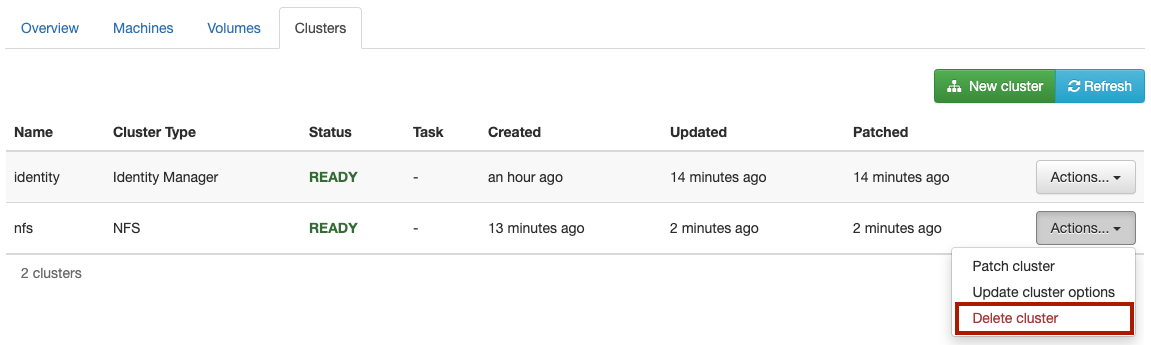 Overview Machines Volumes Clusters
New cluster Refresh
Name Cluster Type Status Task Created Updated Patched
identity Identity Manager READY - an hour ago 14 minutes ago 14 minutes ago Actions...
nfs NFS READY - 13 minutes ago 2 minutes ago 2 minutes ago Actions...
2 clusters
Patch cluster
Update cluster options
Delete cluster